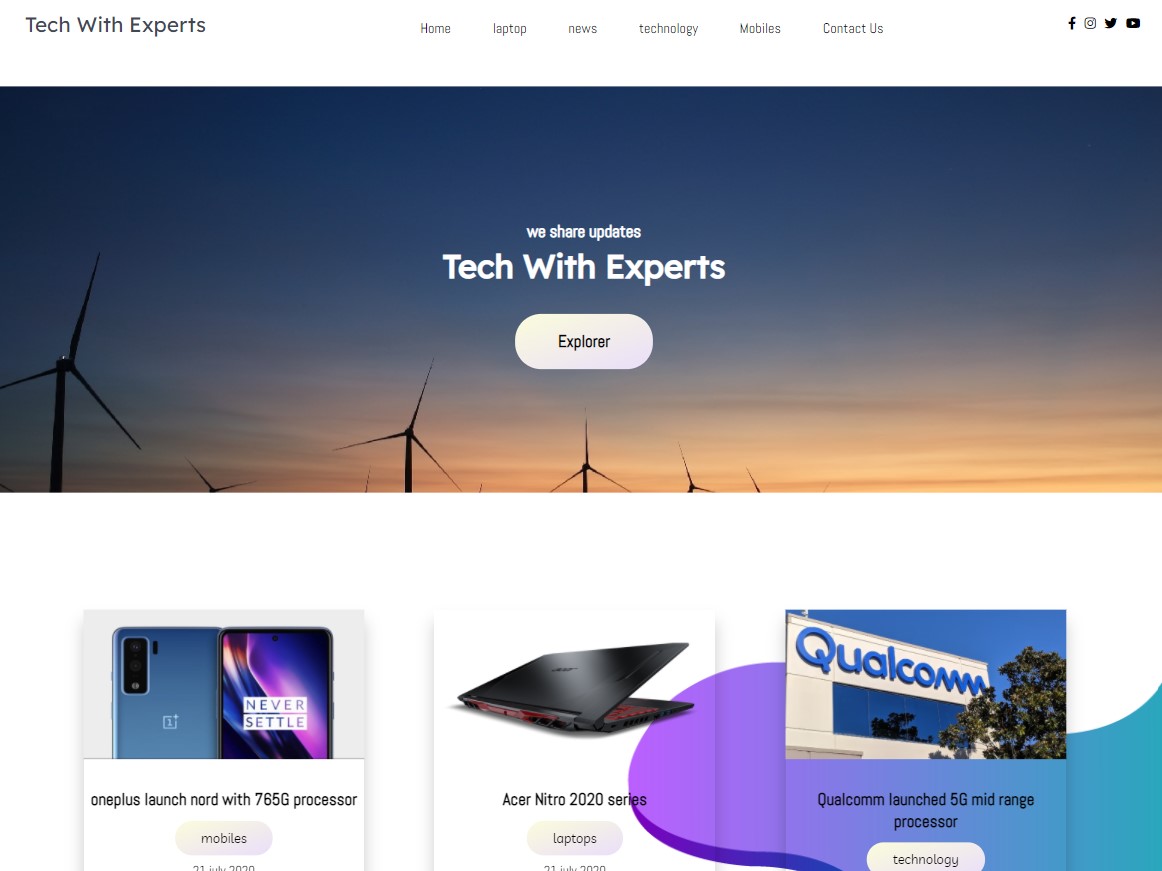 Tech With Experts
Home laptop news technology Mobiles Contact Us
we share updates
Tech With Experts
Explorer
NEVER
SETTLE
Qualcomm
oneplus launch nord with 765G processor
mobiles
21 july 2020
Acer Nitro 2020 series
laptops
21 july 2020
Qualcomm launched 5G mid range
processor
technology